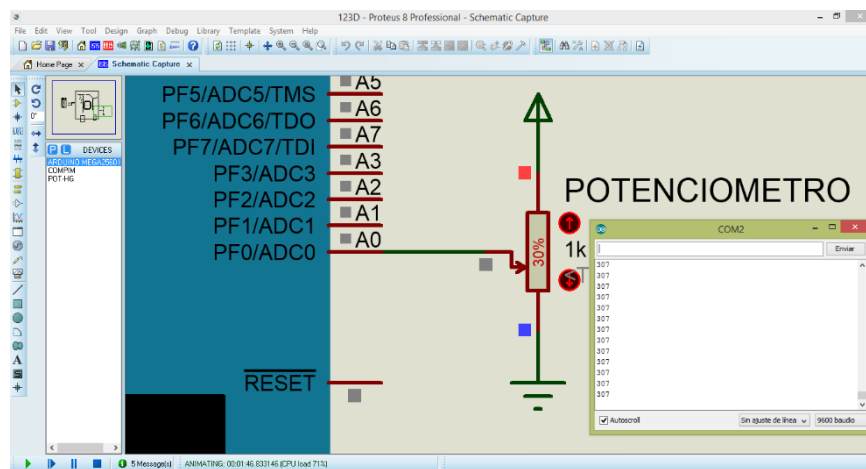 123D - Proteus 8 Professional - Schematic Capture
File Edit View Tool Design Graph Debug Library Template System Help
Home Page
Schematic Capture
0°
P L DEVICES
ARDUINO MEGA2560
COMPIM
POT-HG
PF5/ADC5/TMS A5
PF6/ADC6/TDO A6
PF7/ADC7/TDI A7
PF3/ADC3 A3
PF2/ADC2 A2
PF1/ADC1 A1
PF0/ADC0 A0
RESET
POTENCIOMETRO
30%
1k
COM2
Enviar
307
307
307
307
307
307
307
307
307
307
307
307
307
Autoscroll
Sin ajuste de línea
9600 baudio
5 Message(s)
ANIMATING: 00:01:46.833146 (CPU load 71%)